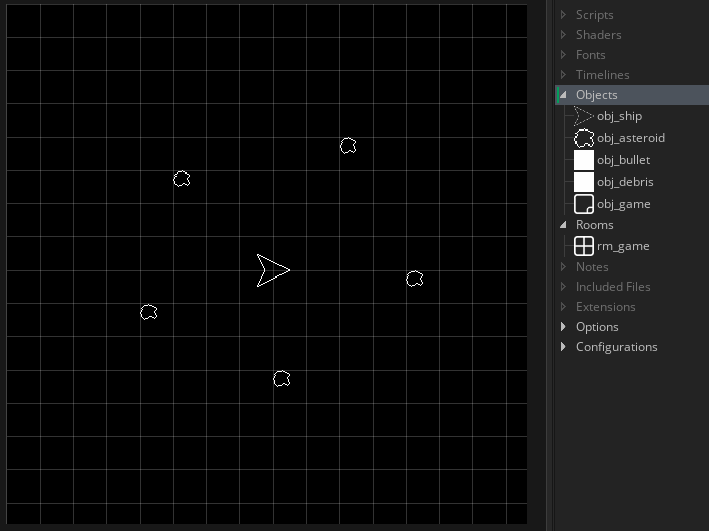 Scripts
Shaders
Fonts
Timelines
Objects
obj_ship
obj_asteroid
obj_bullet
obj_debris
obj_game
Rooms
rm_game
Notes
Included Files
Extensions
Options
Configurations